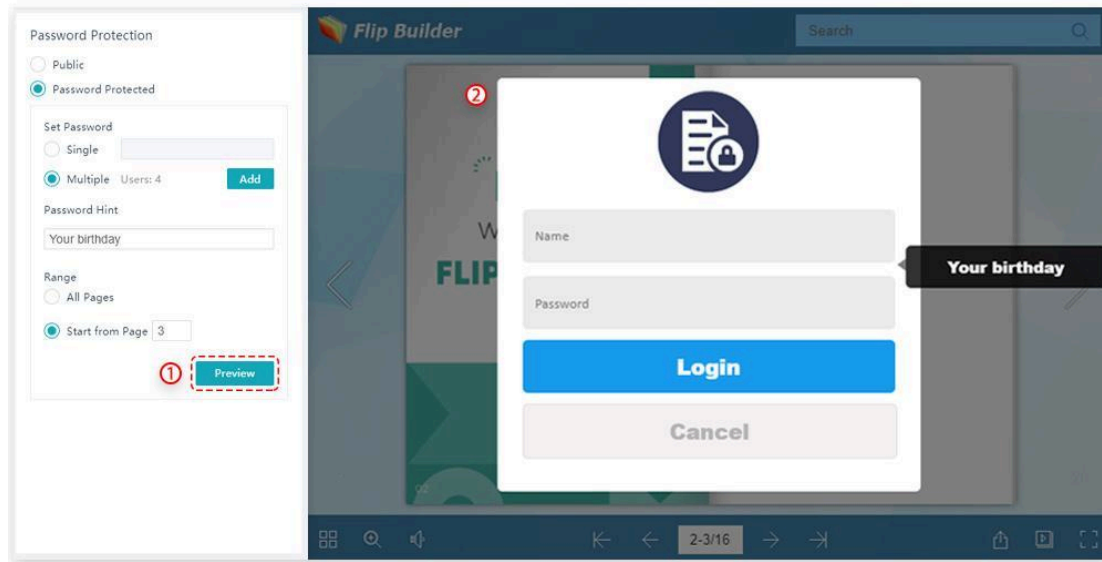 Password Protection
Public
Password Protected
Set Password
Single
Multiple Users: 4 Add
Password Hint
Your birthday
Range
All Pages
Start from Page 3
① Preview
Flip Builder
Search
②
W
FLIP
Name
Your birthday
Password
Login
Cancel
02
2-3/16